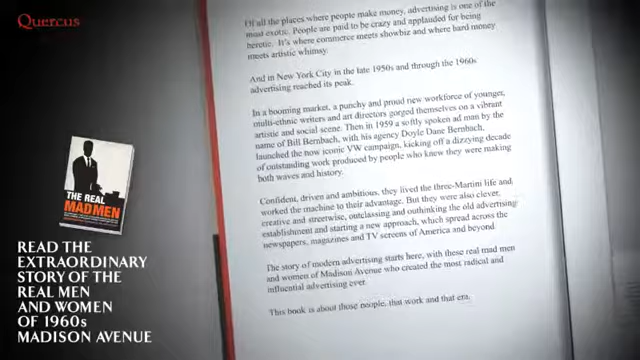 Quercus
Of all the places where people make money, advertising is one of the
most exotic. People are paid to be crazy and applauded for being
heretic. It's where commerce meets showbiz and where hard money
meets artistic whimsy.
And in New York City in the late 1950s and through the 1960s
advertising reached its peak.
In a booming market, a punchy and proud new workforce of younger,
multi-ethnic writers and art directors gorged themselves on a vibrant
artistic and social scene. Then in 1959 a softly spoken ad man by the
name of Bill Bernbach, with his agency Doyle Dane Bernbach,
launched the now iconic VW campaign, kicking off a dizzying decade
of outstanding work produced by people who knew they were making
both waves and history.
Confident, driven and ambitious, they lived the three-Martini life and
worked the machine to their advantage. But they were also clever,
creative and streetwise, outclassing and outthinking the old advertising
establishment and starting a new approach, which spread across the
newspapers, magazines and TV screens of America and beyond
The story of modern advertising starts here, with these real mad men
and women of Madison Avenue who created the most radical and
influential advertising ever.
This book is about those people, that work and that era.
THE REAL
MAD MEN
READ THE
EXTRAORDINARY
STORY OF THE
REAL MEN
AND WOMEN
OF 1960s
MADISON AVENUE